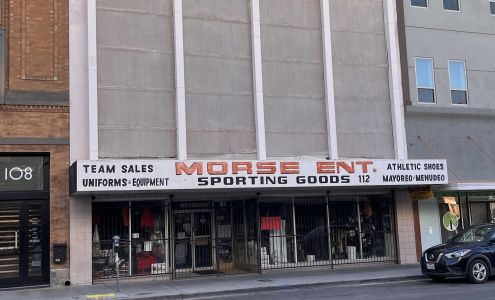 108
TEAM SALES
UNIFORMS & EQUIPMENT
MORSE ENT.
SPORTING GOODS 112
ATHLETIC SHOES
MAYOREO-MENUDEO